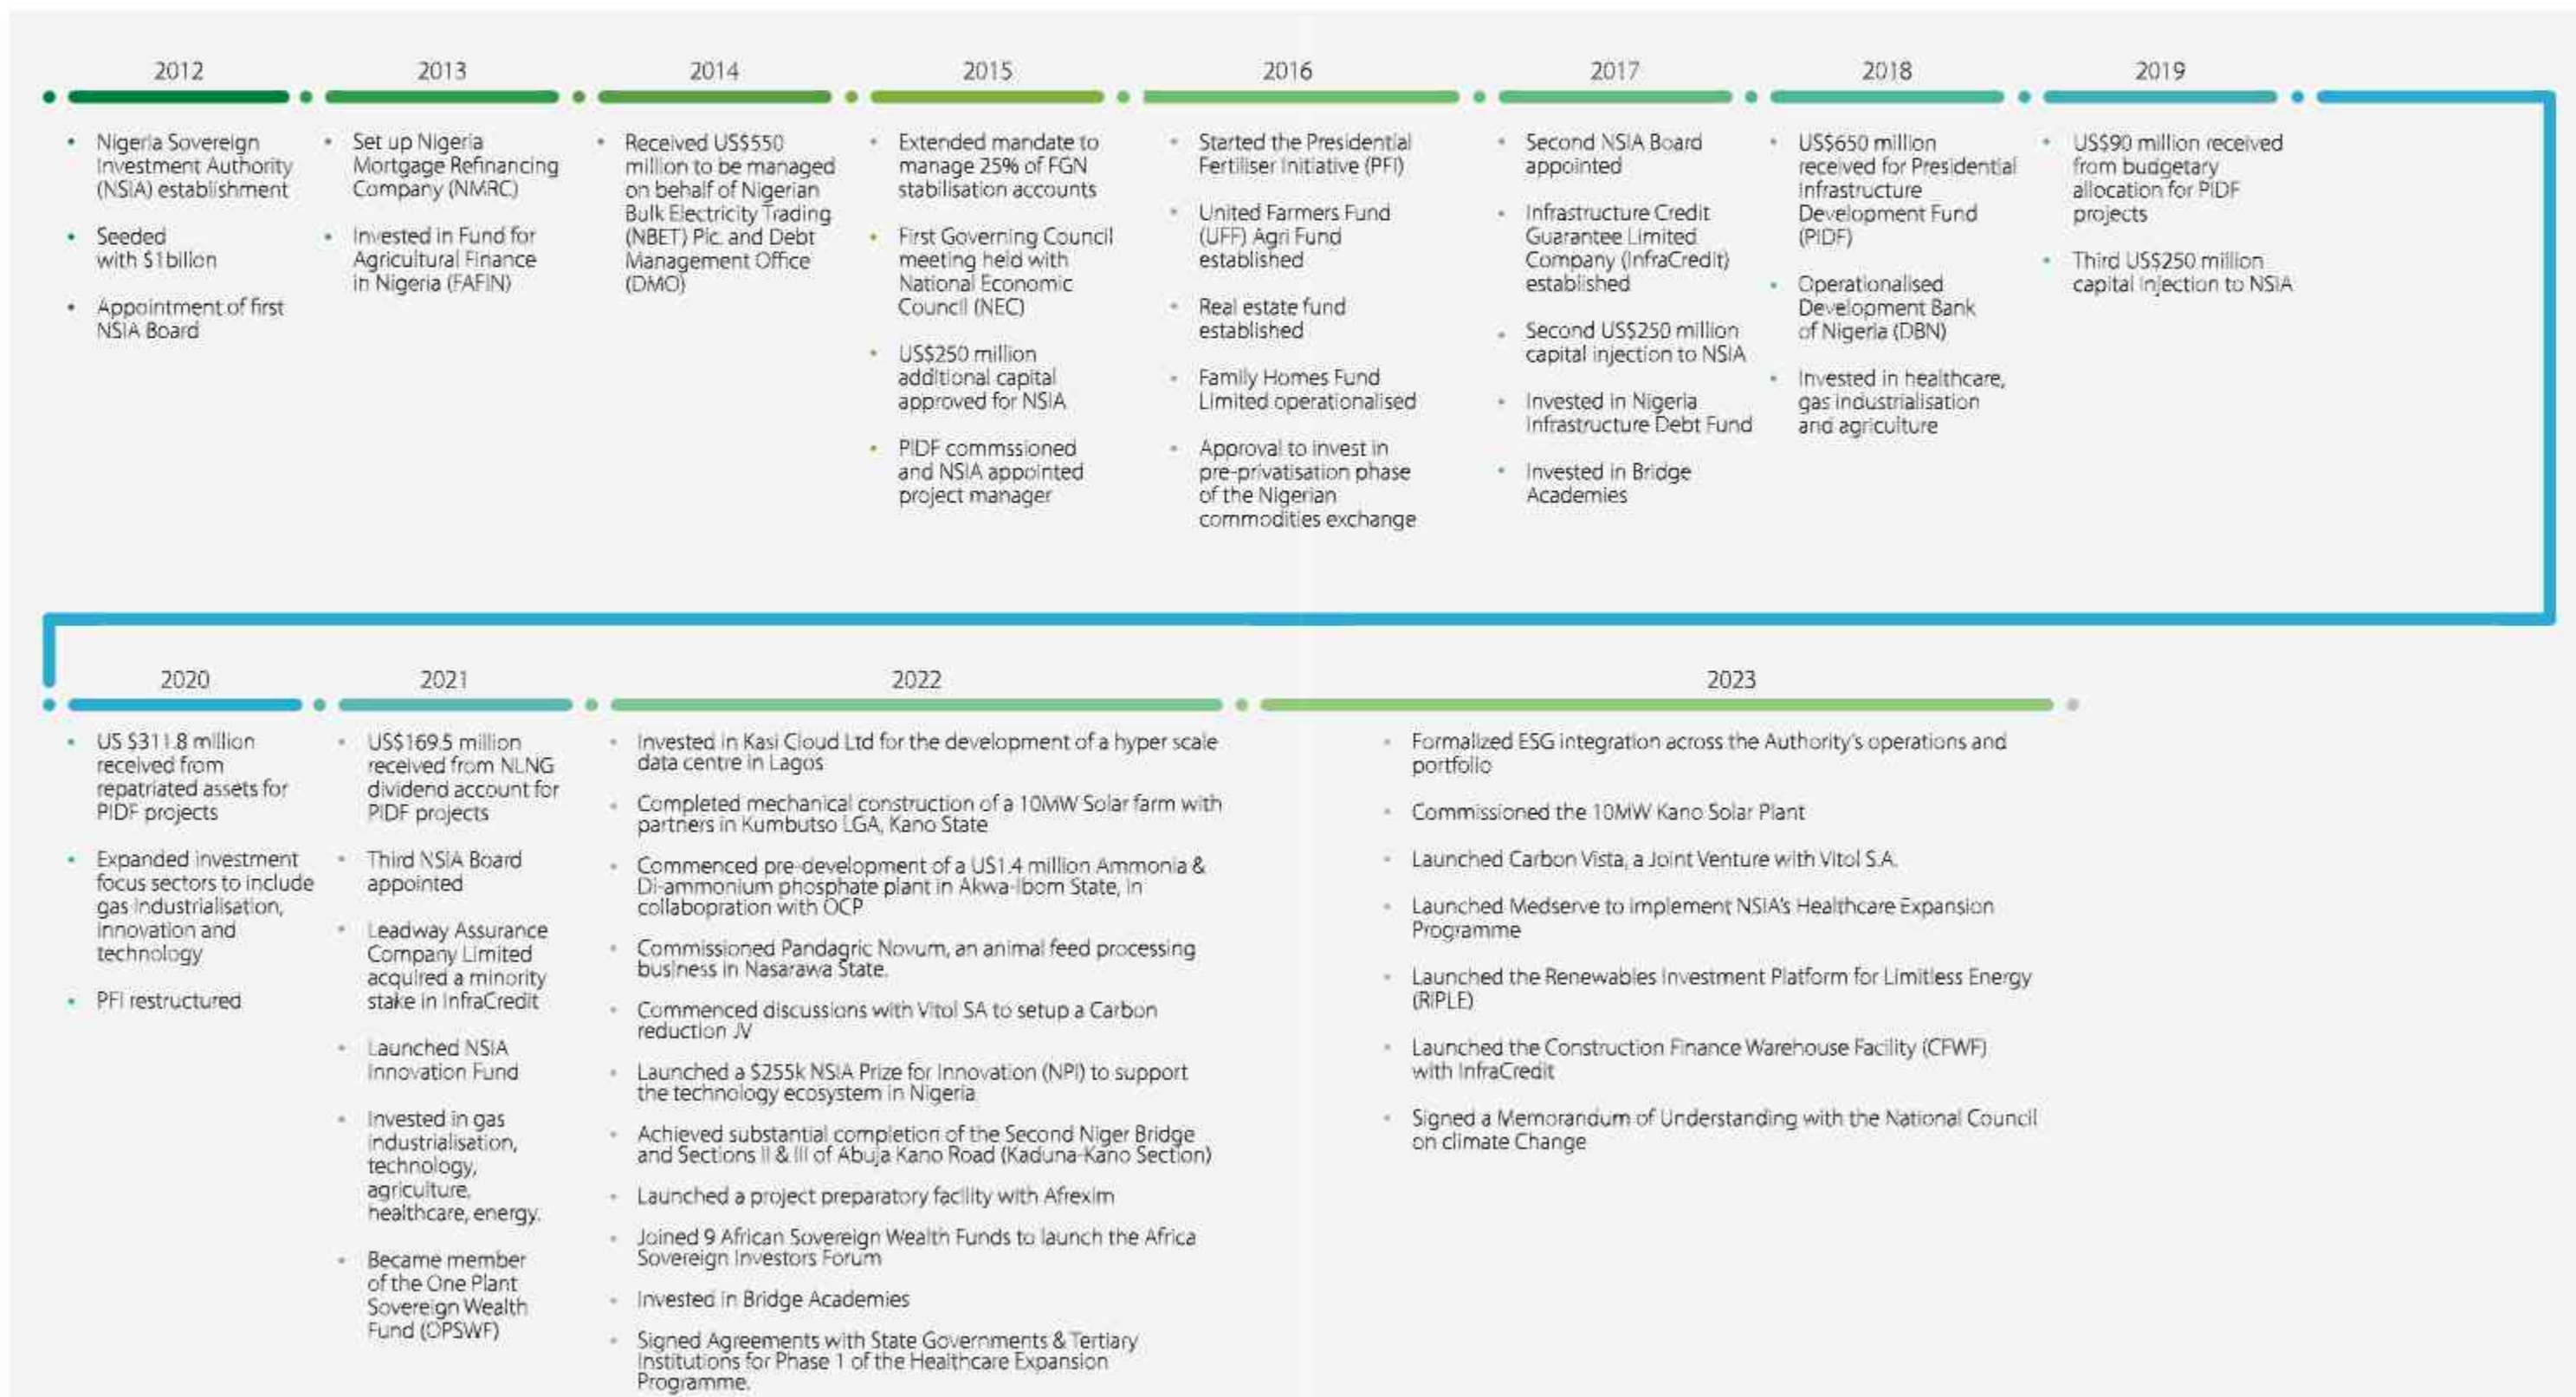 2012
Nigeria Sovereign
Investment Authority
(NSIA) establishment
Seeded
with $1billon
Appointment of first
NSIA Board
2013
Set up Nigeria
Mortgage Refinancing
Company (NMRC)
Invested in Fund for
Agricultural Finance
in Nigeria (FAFIN)
2014
Received US$550
million to be managed
on behalf of Nigerian
Bulk Electricity Trading
(NBET) Plc. and Debt
Management Office
(DMO)
2015
Extended mandate to
manage 25% of FGN
stabilisation accounts
First Governing Council
meeting held with
National Economic
Council (NEC)
US$250 million
additional capital
approved for NSIA
PIDF commssioned
and NSIA appointed
project manager
2016
Started the Presidential
Fertiliser Initiative (PFI)
United Farmers Fund
(UFF) Agri Fund
established
Real estate fund
established
Family Homes Fund
Limited operationalised
Approval to invest in
pre-privatisation phase
of the Nigerian
commodities exchange
2017
Second NSIA Board
appointed
Infrastructure Credit
Guarantee Limited
Company (InfraCredit)
established
Second US$250 million
capital injection to NSIA
Invested in Nigeria
Infrastructure Debt Fund
Invested in Bridge
Academies
2018
US$650 million
received for Presidential
Infrastructure
Development Fund
(PIDF)
Operationalised
Development Bank
of Nigeria (DBN)
Invested in healthcare,
gas industrialisation
and agriculture
2019
US$90 million received
from budgetary
allocation for PIDF
projects
Third US$250 million
capital injection to NSIA
2020
US $311.8 million
received from
repatriated assets for
PIDF projects
Expanded investment
focus sectors to include
gas industrialisation,
innovation and
technology
PFI restructured
2021
US$169.5 million
received from NLNG
dividend account for
PIDF projects
Third NSIA Board
appointed
Leadway Assurance
Company Limited
acquired a minority
stake in InfraCredit
Launched NSIA
Innovation Fund
Invested in gas
industrialisation,
technology,
agriculture,
healthcare, energy.
Became member
of the One Plant
Sovereign Wealth
Fund (OPSWF)
2022
Invested in Kasi Cloud Ltd for the development of a hyper scale
data centre in Lagos
Completed mechanical construction of a 10MW Solar farm with
partners in Kumbutso LGA, Kano State
Commenced pre-development of a US1.4 million Ammonia &
Di-ammonium phosphate plant in Akwa-Ibom State, in
collabopration with OCP
Commissioned Pandagric Novum, an animal feed processing
business in Nasarawa State.
Commenced discussions with Vitol SA to setup a Carbon
reduction JV
Launched a $255k NSIA Prize for Innovation (NPI) to support
the technology ecosystem in Nigeria
Achieved substantial completion of the Second Niger Bridge
and Sections II & III of Abuja Kano Road (Kaduna-Kano Section)
Launched a project preparatory facility with Afrexim
Joined 9 African Sovereign Wealth Funds to launch the Africa
Sovereign Investors Forum
Invested in Bridge Academies
Signed Agreements with State Governments & Tertiary
Institutions for Phase 1 of the Healthcare Expansion
Programme.
2023
Formalized ESG integration across the Authority's operations and
portfolio
Commissioned the 10MW Kano Solar Plant
Launched Carbon Vista, a Joint Venture with Vitol S.A.
Launched Medserve to implement NSIA's Healthcare Expansion
Programme
Launched the Renewables Investment Platform for Limitless Energy
(RIPLE)
Launched the Construction Finance Warehouse Facility (CFWF)
with InfraCredit
Signed a Memorandum of Understanding with the National Council
on climate Change